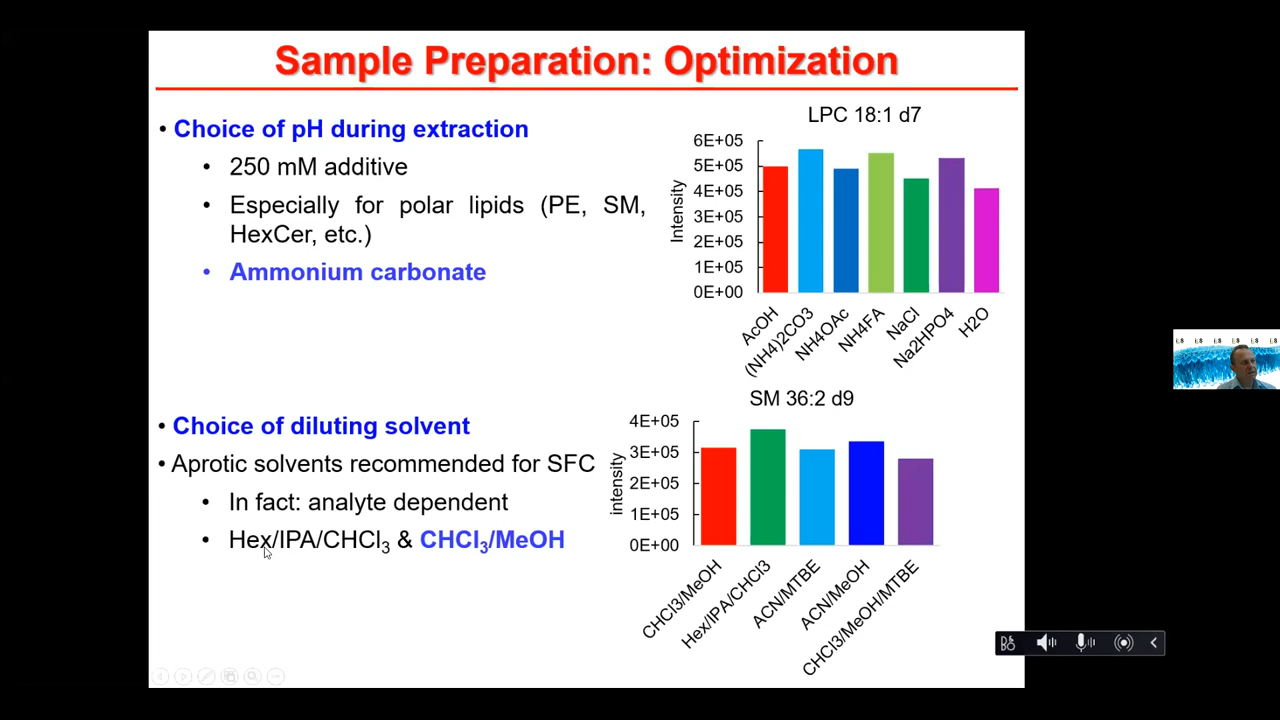 Sample Preparation: Optimization
• Choice of pH during extraction
• 250 mM additive
• Especially for polar lipids (PE, SM,
HexCer, etc.)
• Ammonium carbonate
LPC 18:1 d7
Intensity
6E+05
5E+05
4E+05
3E+05
2E+05
1E+05
0E+00
AcOH
(NH4)2CO3
NH4OAc
NH4FA
NaCl
Na2HPO4
H2O
• Choice of diluting solvent
• Aprotic solvents recommended for SFC
• In fact: analyte dependent
• Hex/IPA/CHCl₃ & CHCl₃/MeOH
SM 36:2 d9
intensity
4E+05
3E+05
2E+05
1E+05
0E+00
CHCl3/MeOH
Hex/IPA/CHCl3
ACN/MTBE
ACN/MeOH
CHCl3/MeOH/MTBE